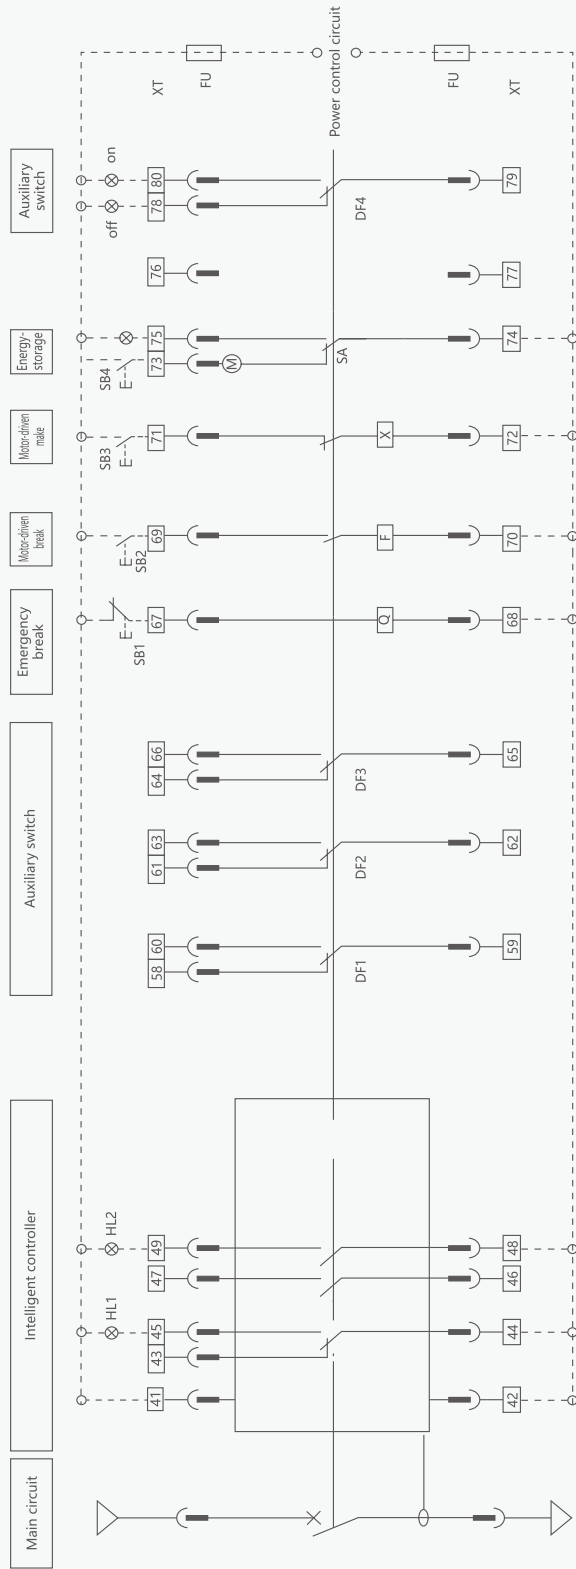 Main circuit
Intelligent controller
Auxiliary switch
Emergency
break
Motor-driven
break
Motor-driven
make
Energy-
storage
Auxiliary
switch
HL1
HL2
SB1
SB2
SB3
SB4
off
on
41
43
45
47
49
58
60
61
63
64
66
67
69
71
73
75
76
78
80
XT
FU
M
Power control circuit
DF1
DF2
DF3
SA
DF4
Q
F
X
FU
42
44
46
48
59
62
65
68
70
72
74
77
79
XT